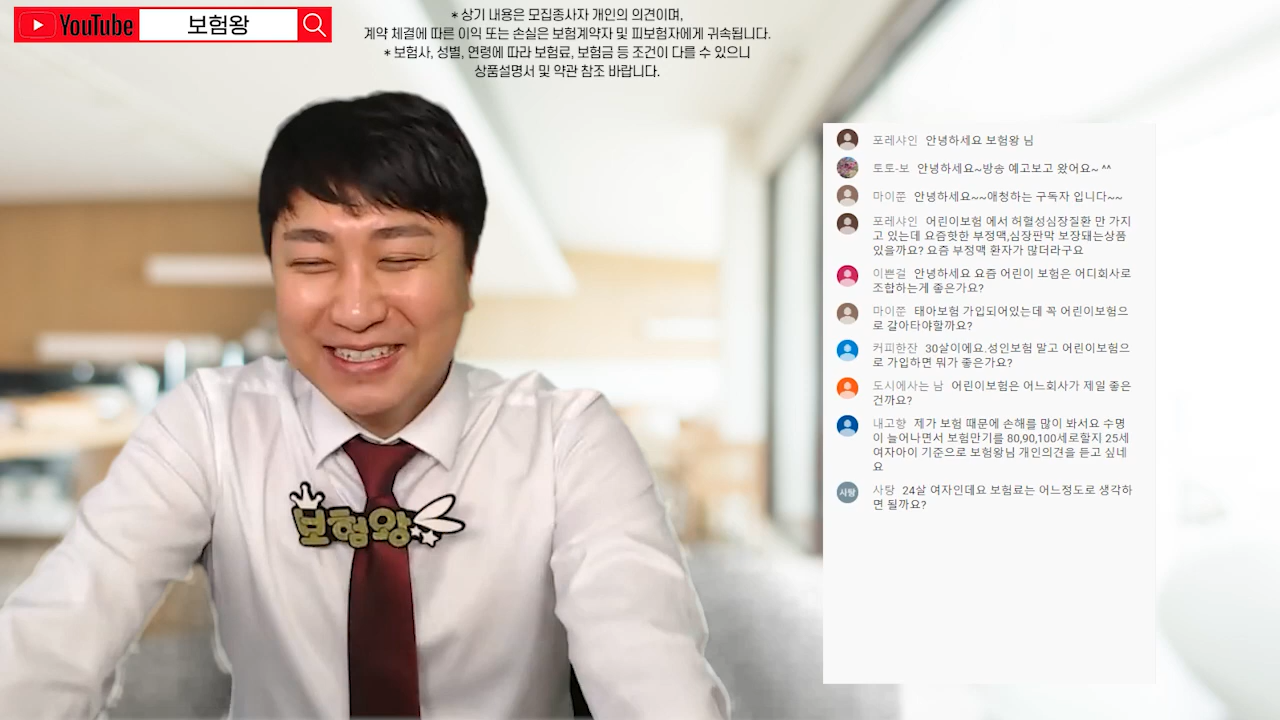 YouTube 보험왕
* 상기 내용은 모집종사자 개인의 의견이며,
계약 체결에 따른 이익 또는 손실은 보험계약자 및 피보험자에게 귀속됩니다.
* 보험사, 성별, 연령에 따라 보험료, 보험금 등 조건이 다를 수 있으니
상품설명서 및 약관 참조 바랍니다.
포레샤인 안녕하세요 보험왕 님
토토-보 안녕하세요~방송 예고보고 왔어요~ ^^
마이쭌 안녕하세요~~애청하는 구독자 입니다~~
포레샤인 어린이보험 에서 허혈성심장질환 만 가지
고 있는데 요즘핫한 부정맥,심장판막 보장돼는상품
있을까요? 요즘 부정맥 환자가 많더라구요
이쁜걸 안녕하세요 요즘 어린이 보험은 어디회사로
조합하는게 좋은가요?
마이쭌 태아보험 가입되어있는데 꼭 어린이보험으
로 갈아타야할까요?
커피한잔 30살이에요 성인보험 말고 어린이보험으
로 가입하면 뭐가 좋은가요?
도시에사는 남 어린이보험은 어느회사가 제일 좋은
건까요?
내고향 제가 보험 때문에 손해를 많이 봐서요 수명
이 늘어나면서 보험만기를 80,90,100세로할지 25세
여자아이 기준으로 보험왕님 개인의견을 듣고 싶네
요
사탕 사탕 24살 여자인데요 보험료는 어느정도로 생각하
면 될까요?
보험왕